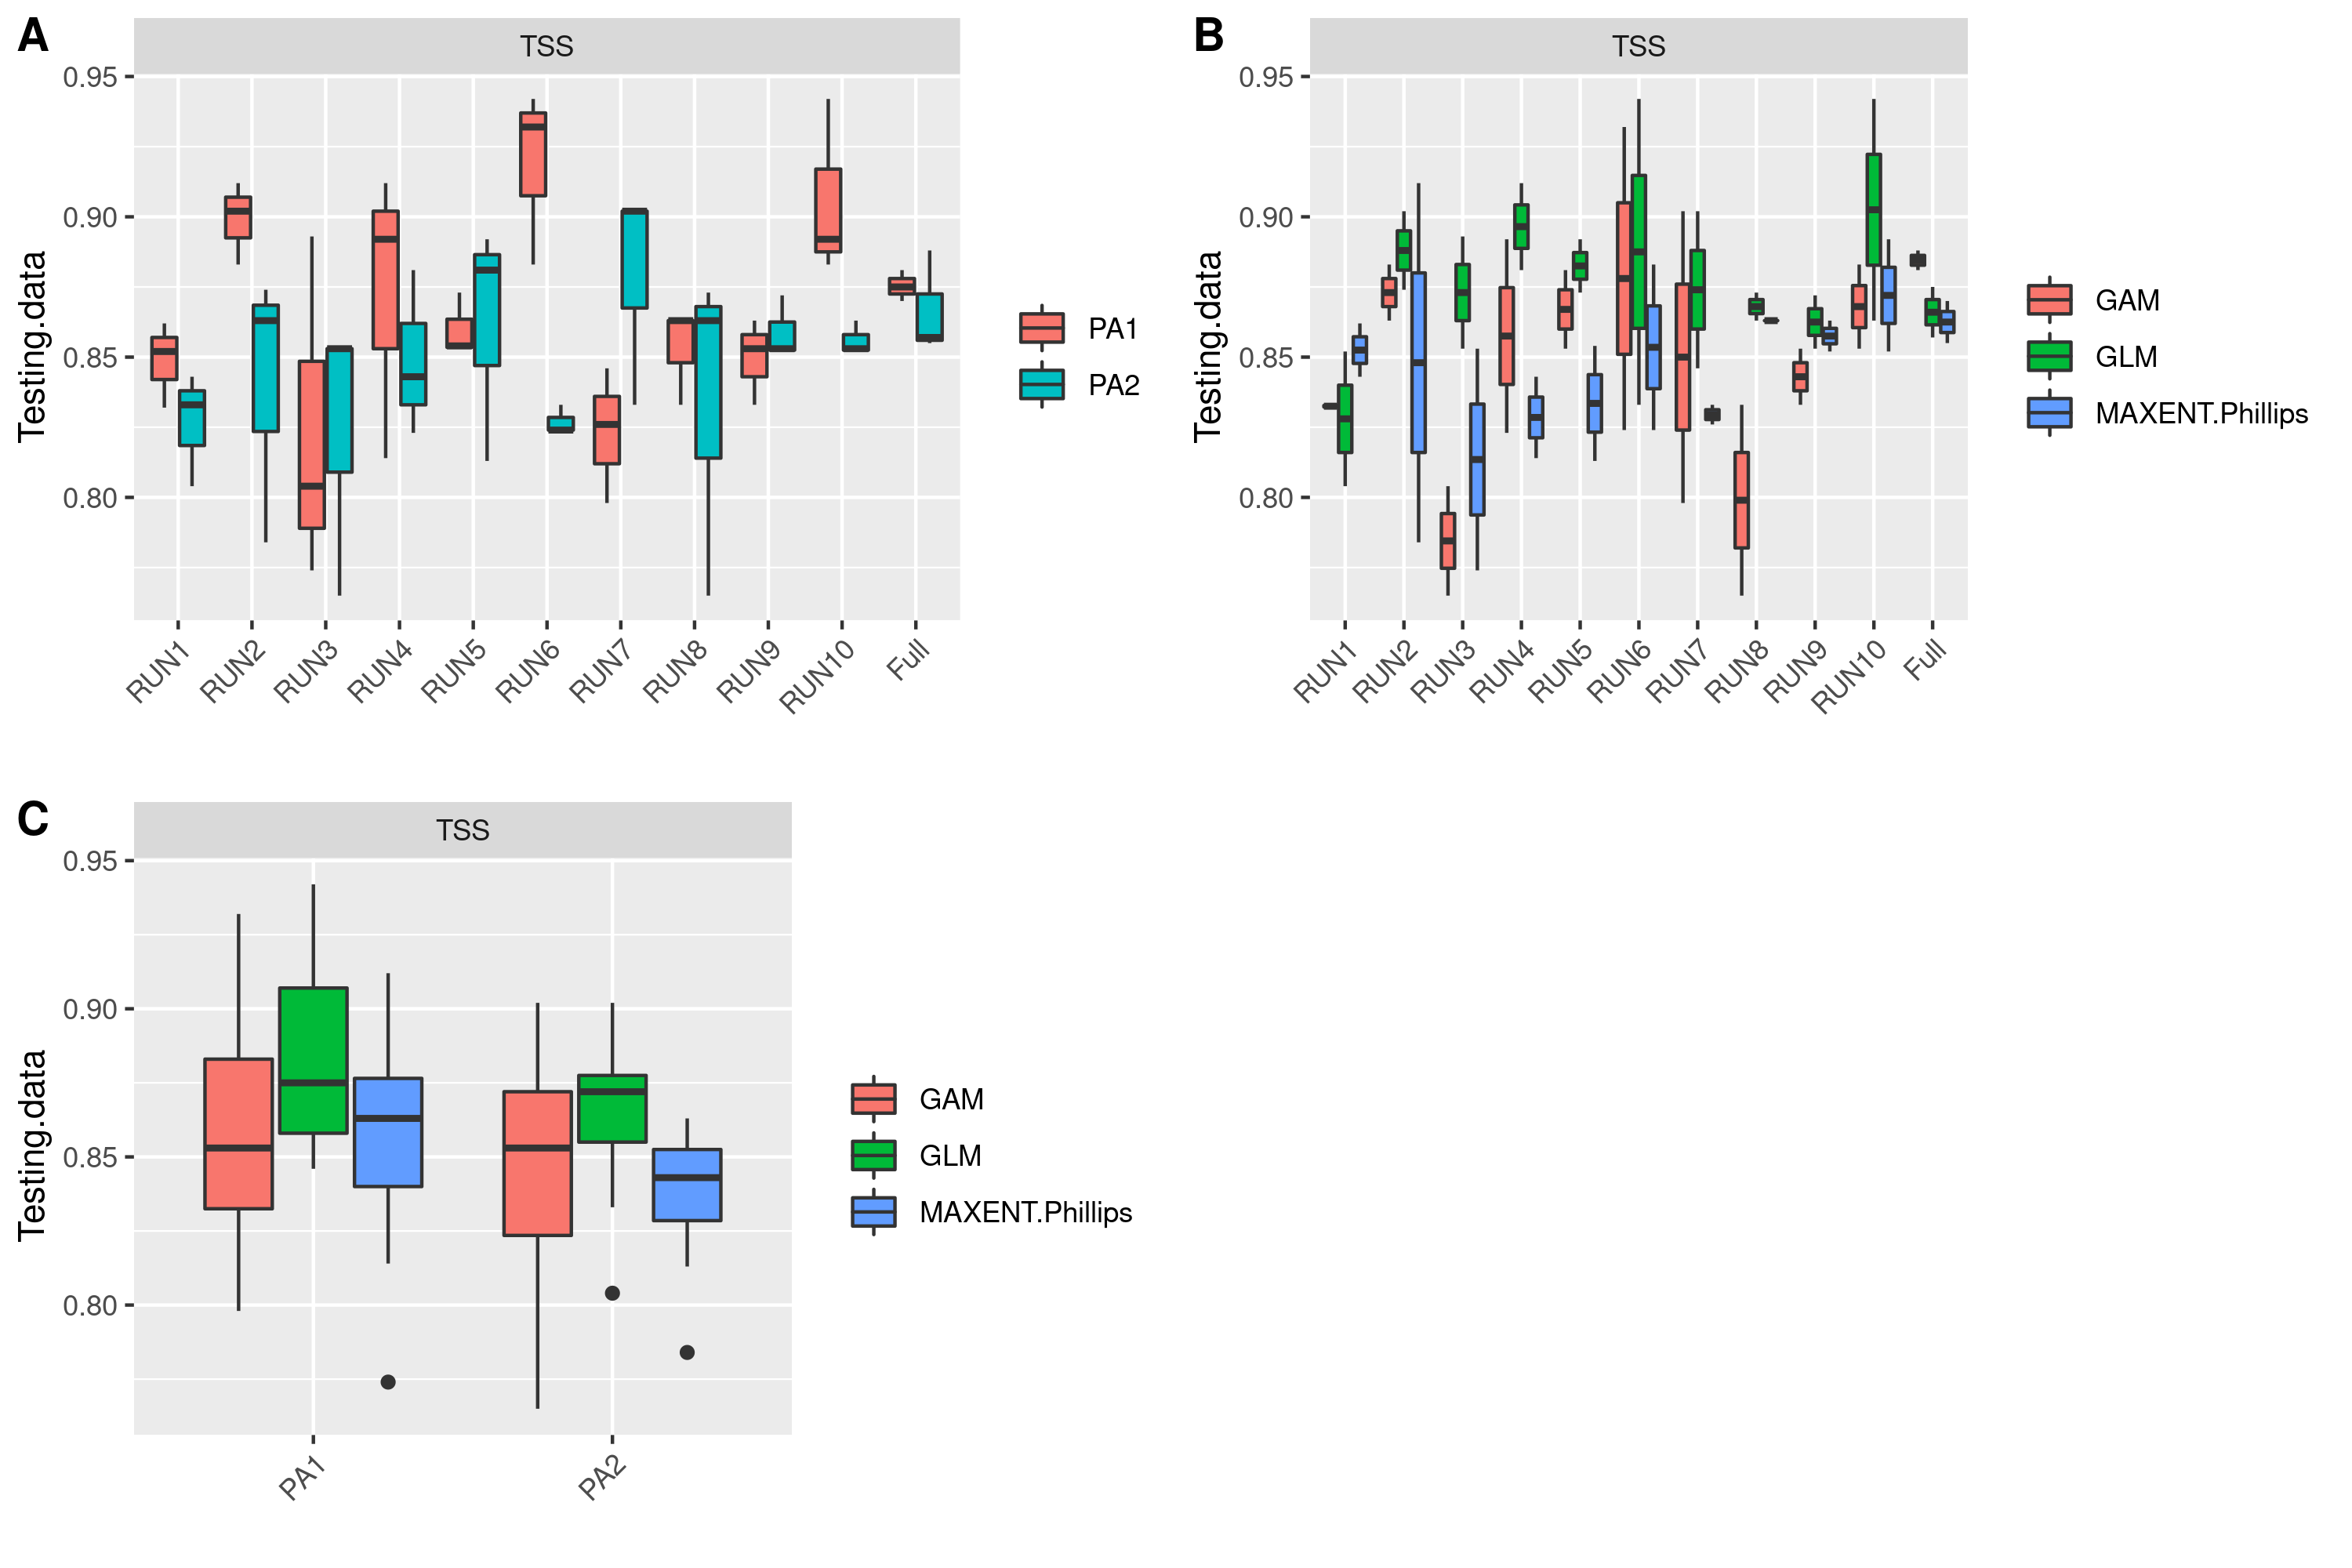 A
TSS
0.95
0.90
0.85
0.80
Testing.data
RUN1
RUN2
RUN3
RUN4
RUN5
RUN6
RUN7
RUN8
RUN9
RUN10
Full
PA1
PA2
B
TSS
0.95
0.90
0.85
0.80
Testing.data
RUN1
RUN2
RUN3
RUN4
RUN5
RUN6
RUN7
RUN8
RUN9
RUN10
Full
GAM
GLM
MAXENT.Phillips
C
TSS
0.95
0.90
0.85
0.80
Testing.data
PA1
PA2
GAM
GLM
MAXENT.Phillips